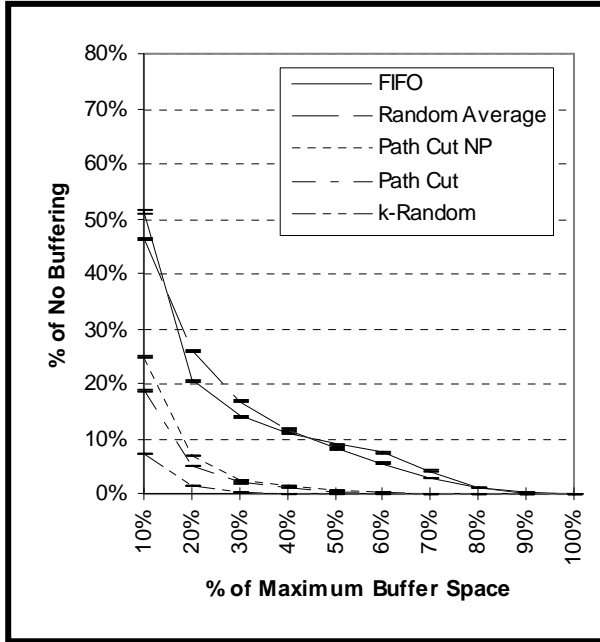 80%
70%
60%
50%
40%
30%
20%
10%
0%
% of No Buffering
FIFO
Random Average
Path Cut NP
Path Cut
k-Random
10%
20%
30%
40%
50%
60%
70%
80%
90%
100%
% of Maximum Buffer Space